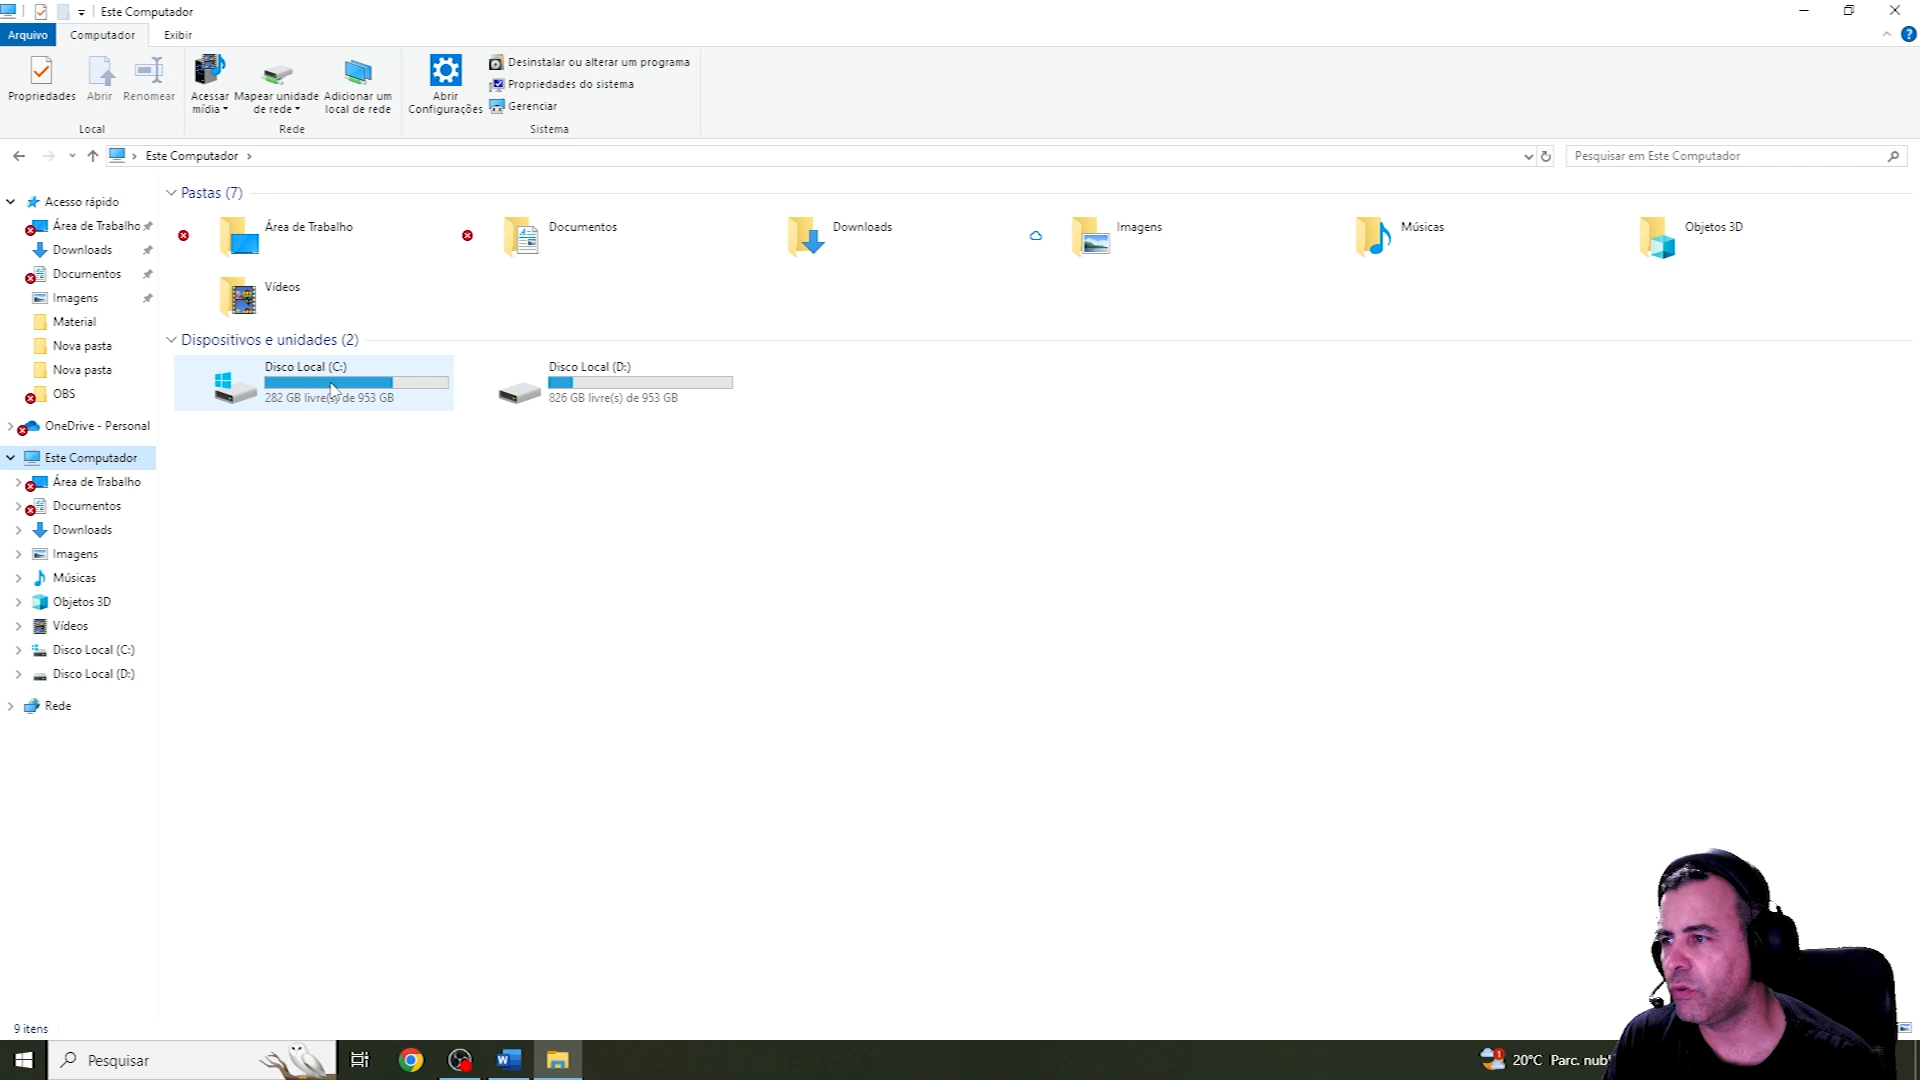 Este Computador
Arquivo
Computador
Exibir
Propriedades
Abrir
Renomear
Acessar
mídia
Mapear unidade
de rede
Adicionar um
local de rede
Abrir
Configurações
Desinstalar ou alterar um programa
Propriedades do sistema
Gerenciar
Local
Rede
Sistema
Este Computador
Pesquisar em Este Computador
Acesso rápido
Área de Trabalho
Downloads
Documentos
Imagens
Material
Nova pasta
Nova pasta
OBS
OneDrive - Personal
Este Computador
Área de Trabalho
Documentos
Downloads
Imagens
Músicas
Objetos 3D
Vídeos
Disco Local (C:)
Disco Local (D:)
Rede
Pastas (7)
Área de Trabalho
Documentos
Downloads
Imagens
Músicas
Objetos 3D
Vídeos
Dispositivos e unidades (2)
Disco Local (C:)
282 GB livre(s) de 953 GB
Disco Local (D:)
826 GB livre(s) de 953 GB
9 itens
Pesquisar
1
20°C Parc. nubl